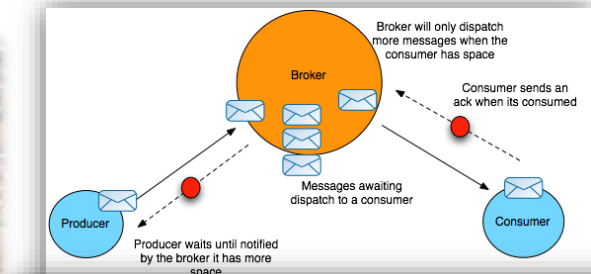 Broker will only dispatch
more messages when the
consumer has space
Broker
Consumer sends an
ack when its consumed
Messages awaiting
dispatch to a consumer
Producer
Consumer
Producer waits until notified
by the broker it has more
space